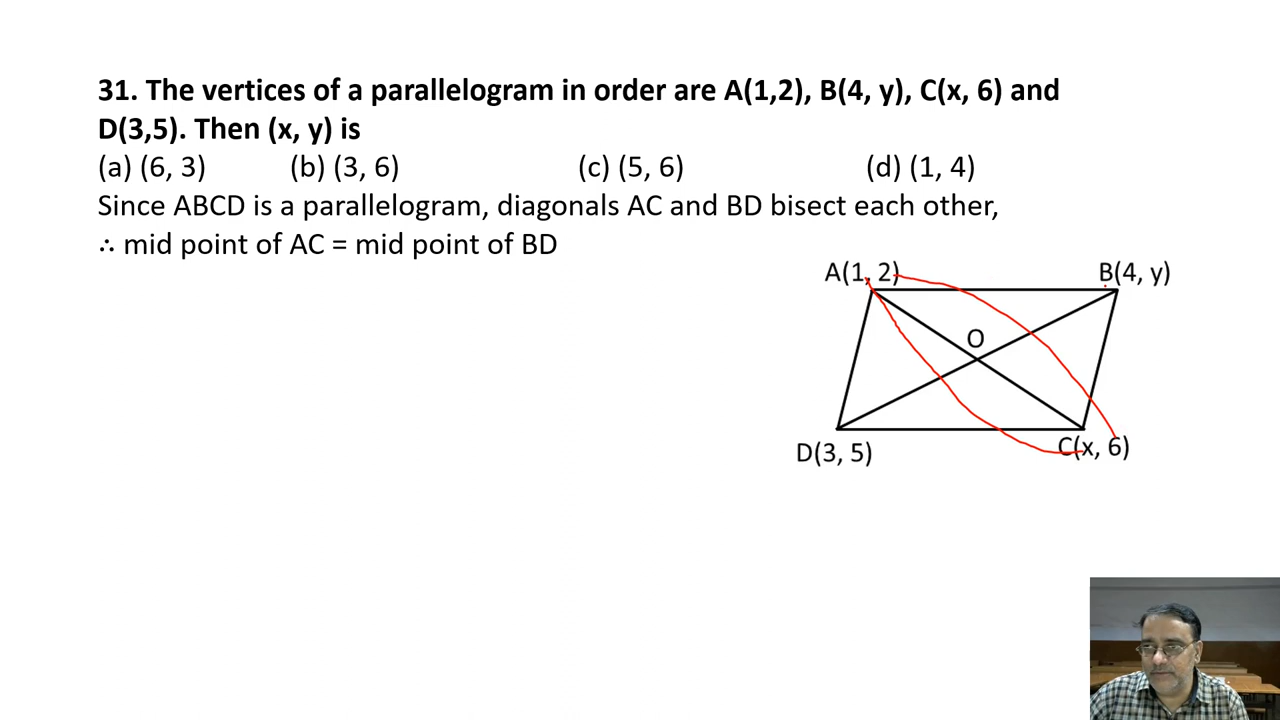 31. The vertices of a parallelogram in order are A(1,2), B(4, y), C(x, 6) and
D(3,5). Then (x, y) is
(a) (6, 3) (b) (3, 6) (c) (5, 6) (d) (1, 4)
Since ABCD is a parallelogram, diagonals AC and BD bisect each other,
∴ mid point of AC = mid point of BD
A(1, 2) B(4, y)
O
D(3, 5) C(x, 6)